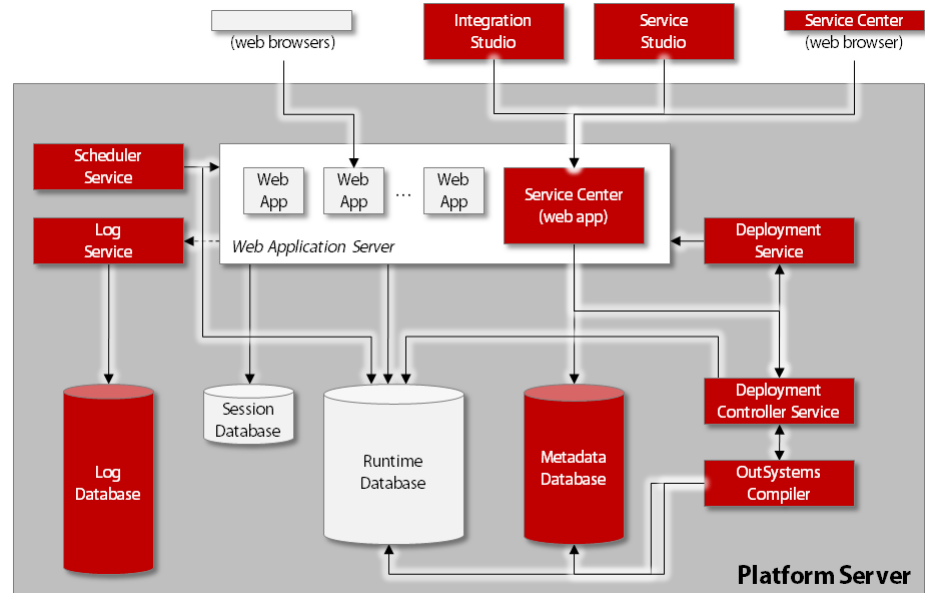 (web browsers)
Integration
Studio
Service
Studio
Service Center
(web browser)
Scheduler
Service
Web
App
Web
App
...
Web
App
Service Center
(web app)
Log
Service
Web Application Server
Deployment
Service
Session
Database
Deployment
Controller Service
Log
Database
Runtime
Database
Metadata
Database
OutSystems
Compiler
Platform Server